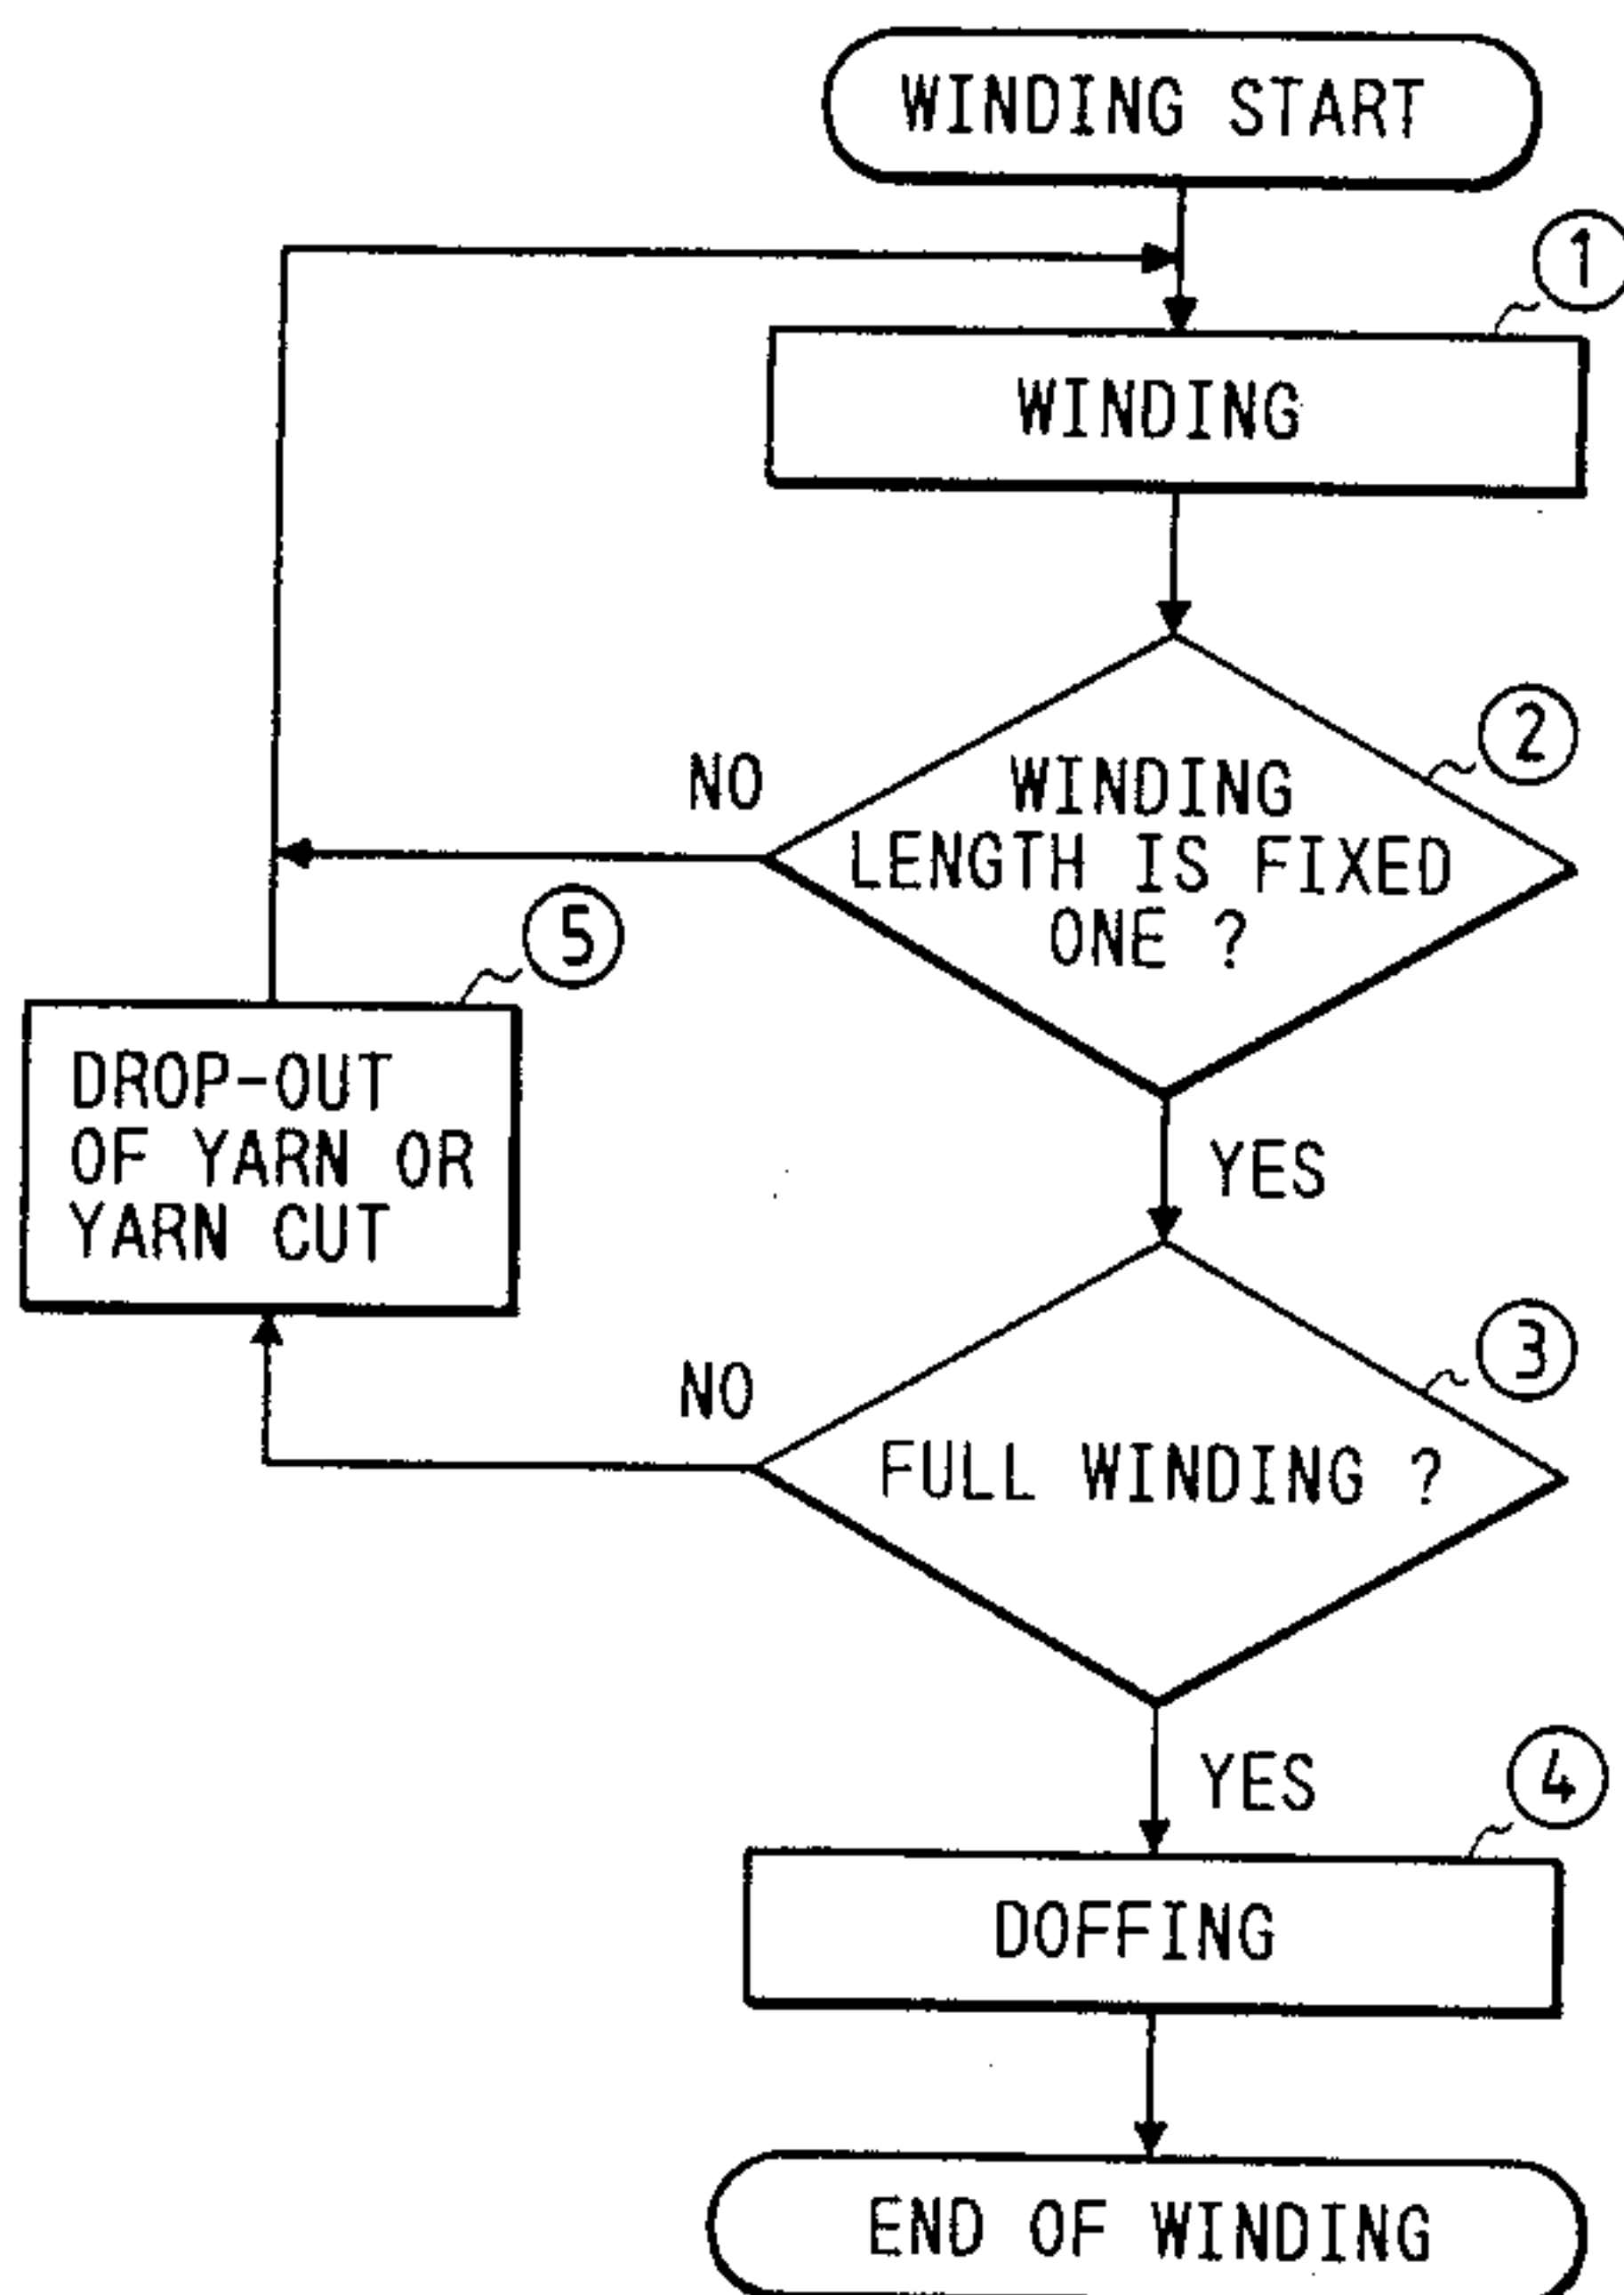 WINDING START
1
WINDING
2
NO
WINDING
LENGTH IS FIXED
ONE ?
5
DROP-OUT
OF YARN OR
YARN CUT
YES
3
NO
FULL WINDING ?
YES
4
DOFFING
END OF WINDING